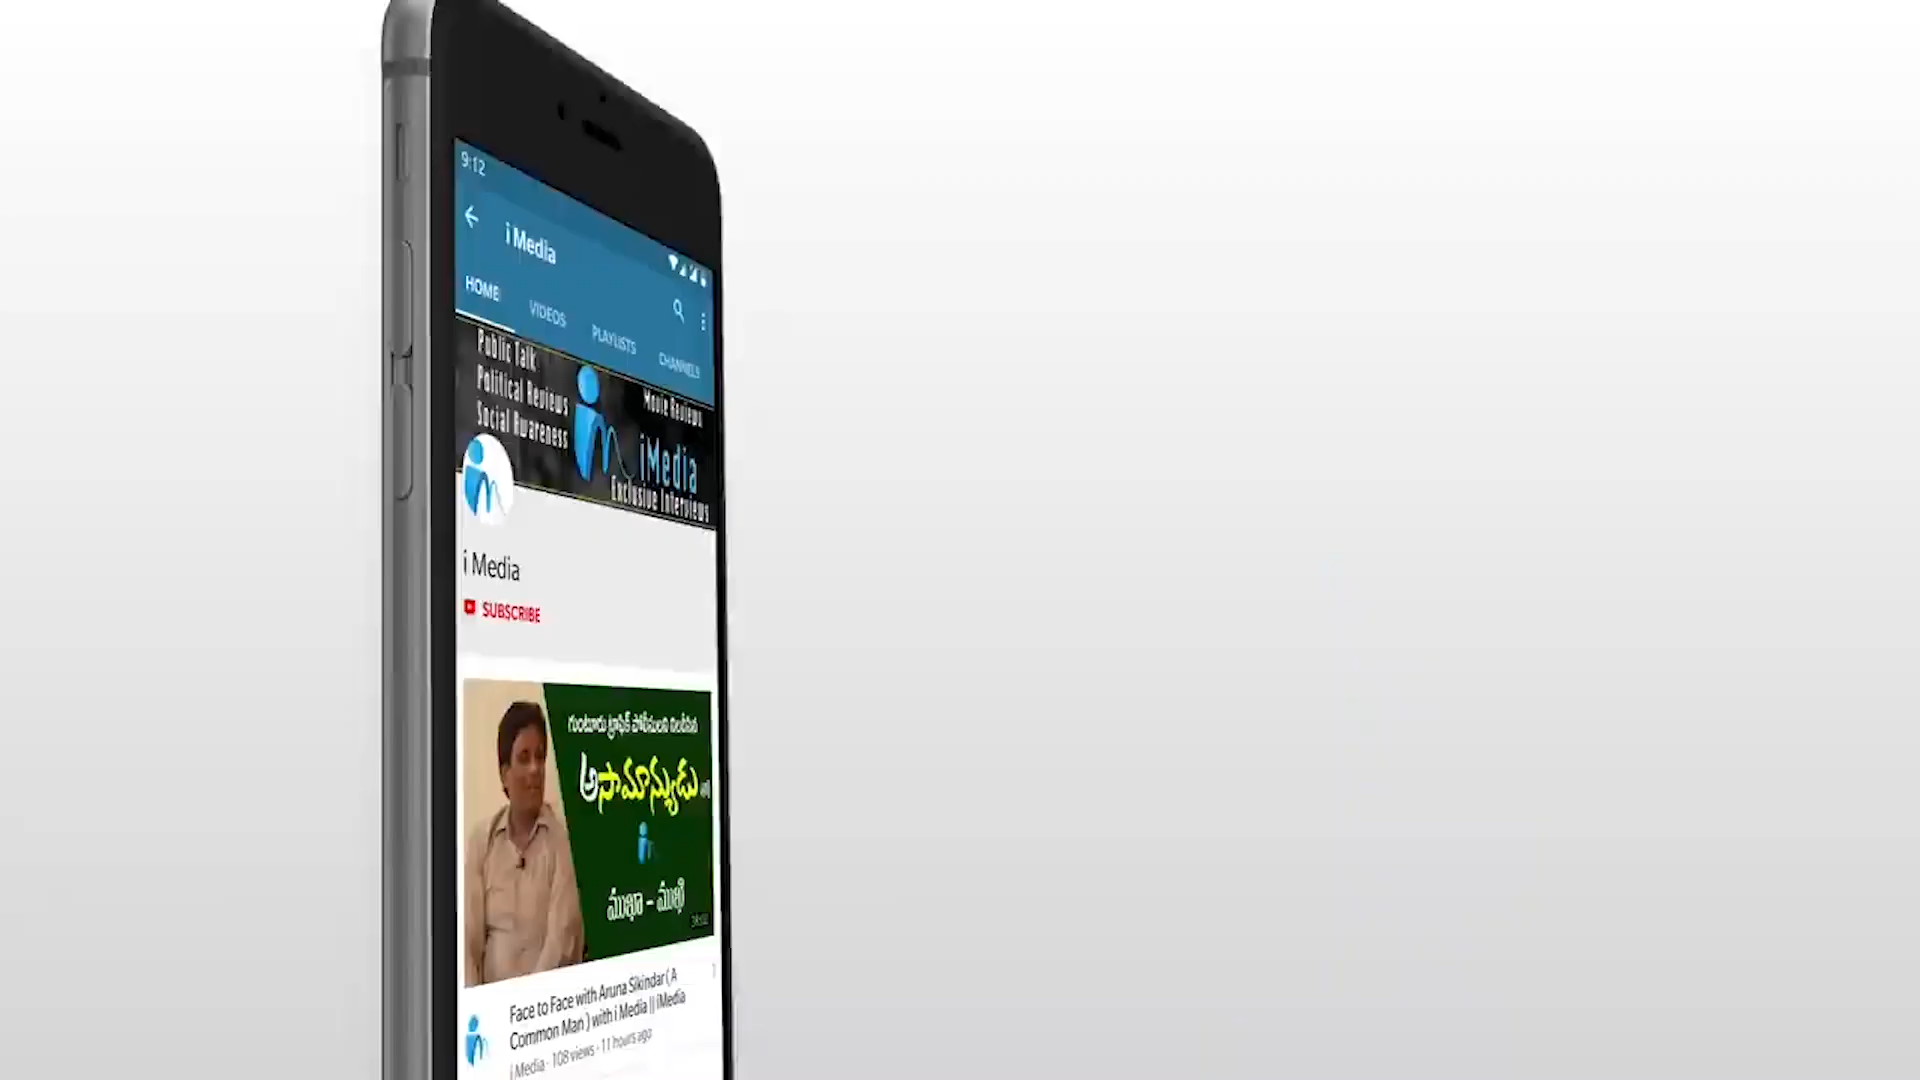 9:12
i Media
HOME
VIDEOS
PLAYLISTS
CHANNELS
Public Talk
Political Reviews
Social Awareness
Movie Reviews
iMedia
Exclusive Interviews
i Media
SUBSCRIBE
గుంటూరు ట్రాఫిక్ పోలీసులని నిలదీసిన
అసామాన్యుడు
ముఖా - ముఖి
Face to Face with Aruna Sikindar ( A
Common Man ) with i Media || iMedia
i Media · 108 views · 11 hours ago